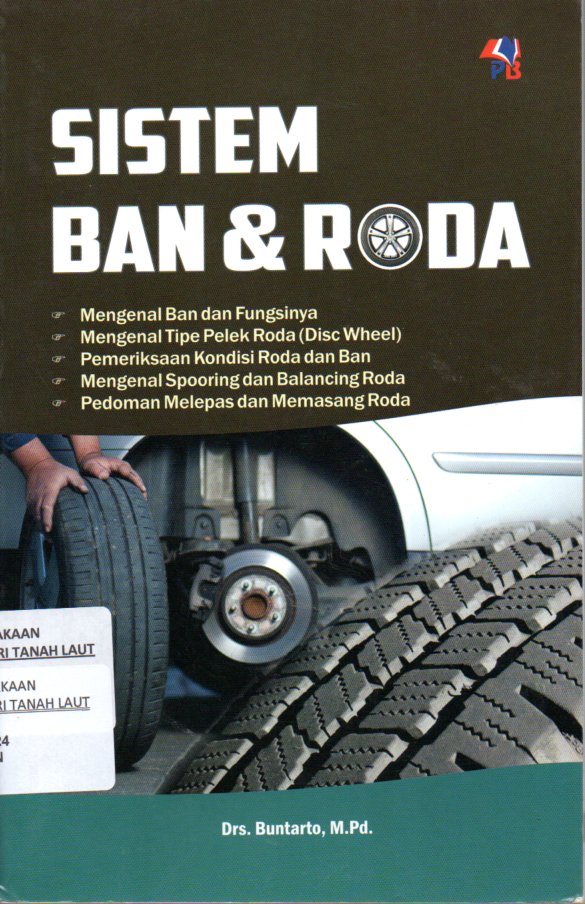 PB
SISTEM
BAN & RODA
☞ Mengenal Ban dan Fungsinya
☞ Mengenal Tipe Pelek Roda (Disc Wheel)
☞ Pemeriksaan Kondisi Roda dan Ban
☞ Mengenal Spooring dan Balancing Roda
☞ Pedoman Melepas dan Memasang Roda
AKAAN
RI TANAH LAUT
AKAAN
RI TANAH LAUT
24
N
Drs. Buntarto, M.Pd.